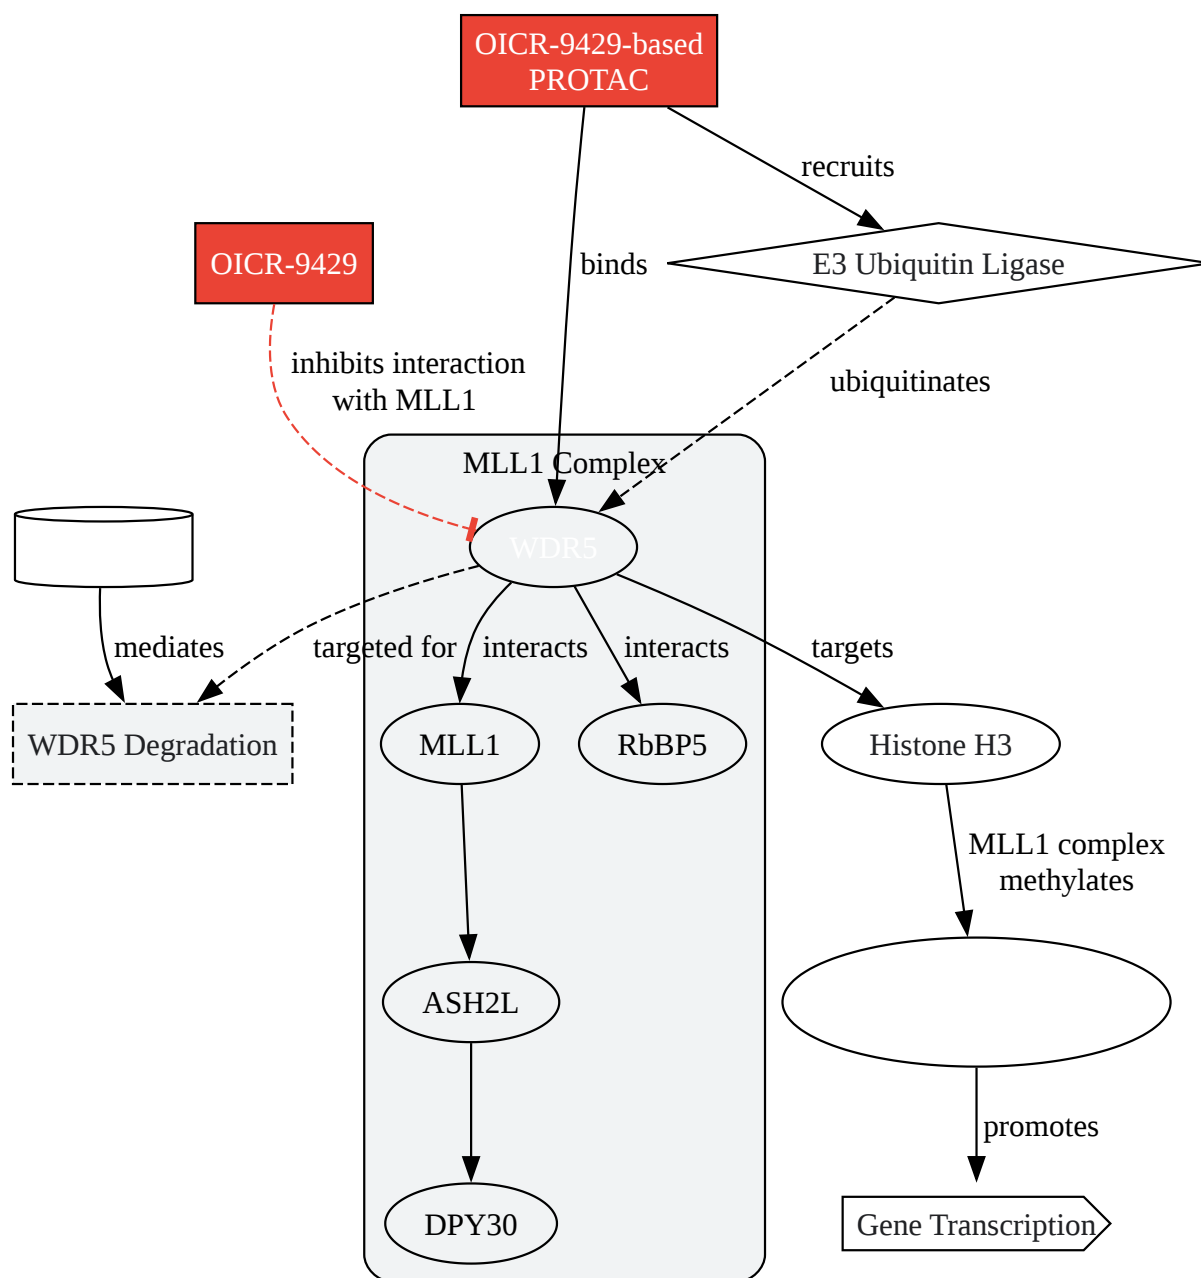 OICR-9429-based
PROTAC
recruits
OICR-9429
binds
E3 Ubiquitin Ligase
inhibits interaction
with MLL1
ubiquitinates
MLL1 Complex
WDR5
mediates
targeted for
interacts
interacts
targets
WDR5 Degradation
MLL1
RbBP5
Histone H3
MLL1 complex
methylates
ASH2L
promotes
DPY30
Gene Transcription